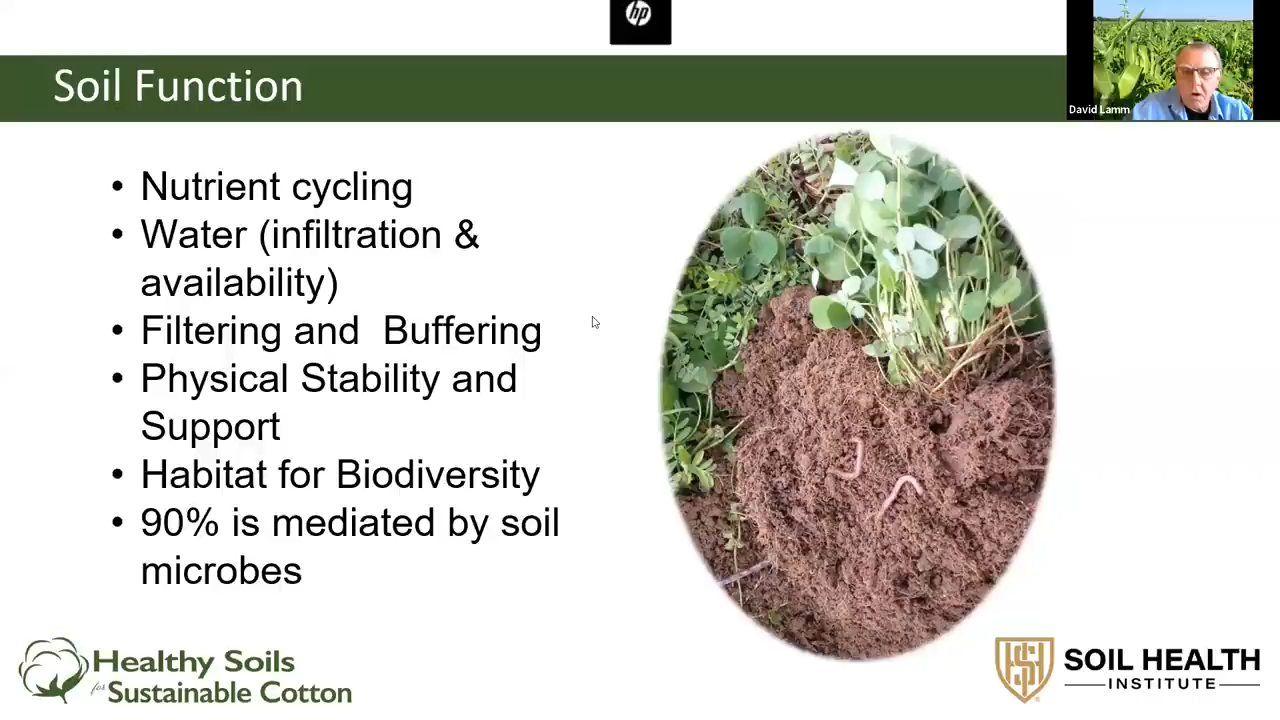 hp
Soil Function
David Lamm
• Nutrient cycling
• Water (infiltration &
availability)
• Filtering and  Buffering
• Physical Stability and
Support
• Habitat for Biodiversity
• 90% is mediated by soil
microbes
Healthy Soils
for Sustainable Cotton
SOIL HEALTH
INSTITUTE